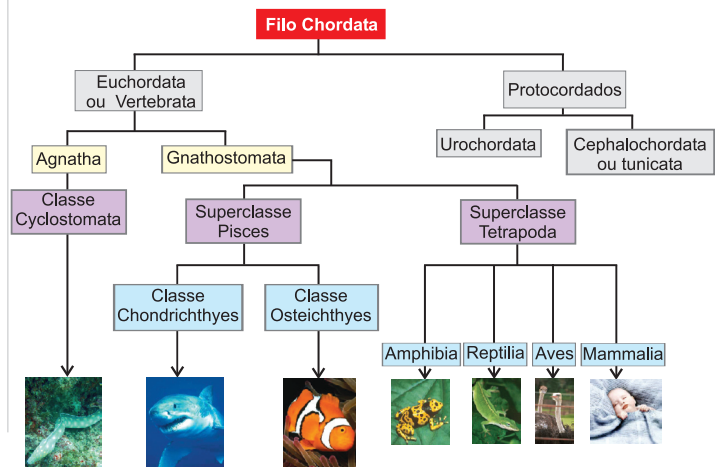 Filo Chordata
Euchordata
ou Vertebrata
Protocordados
Urochordata
Cephalochordata
ou tunicata
Agnatha
Gnathostomata
Classe
Cyclostomata
Superclasse
Pisces
Superclasse
Tetrapoda
Classe
Chondrichthyes
Classe
Osteichthyes
Amphibia
Reptilia
Aves
Mammalia